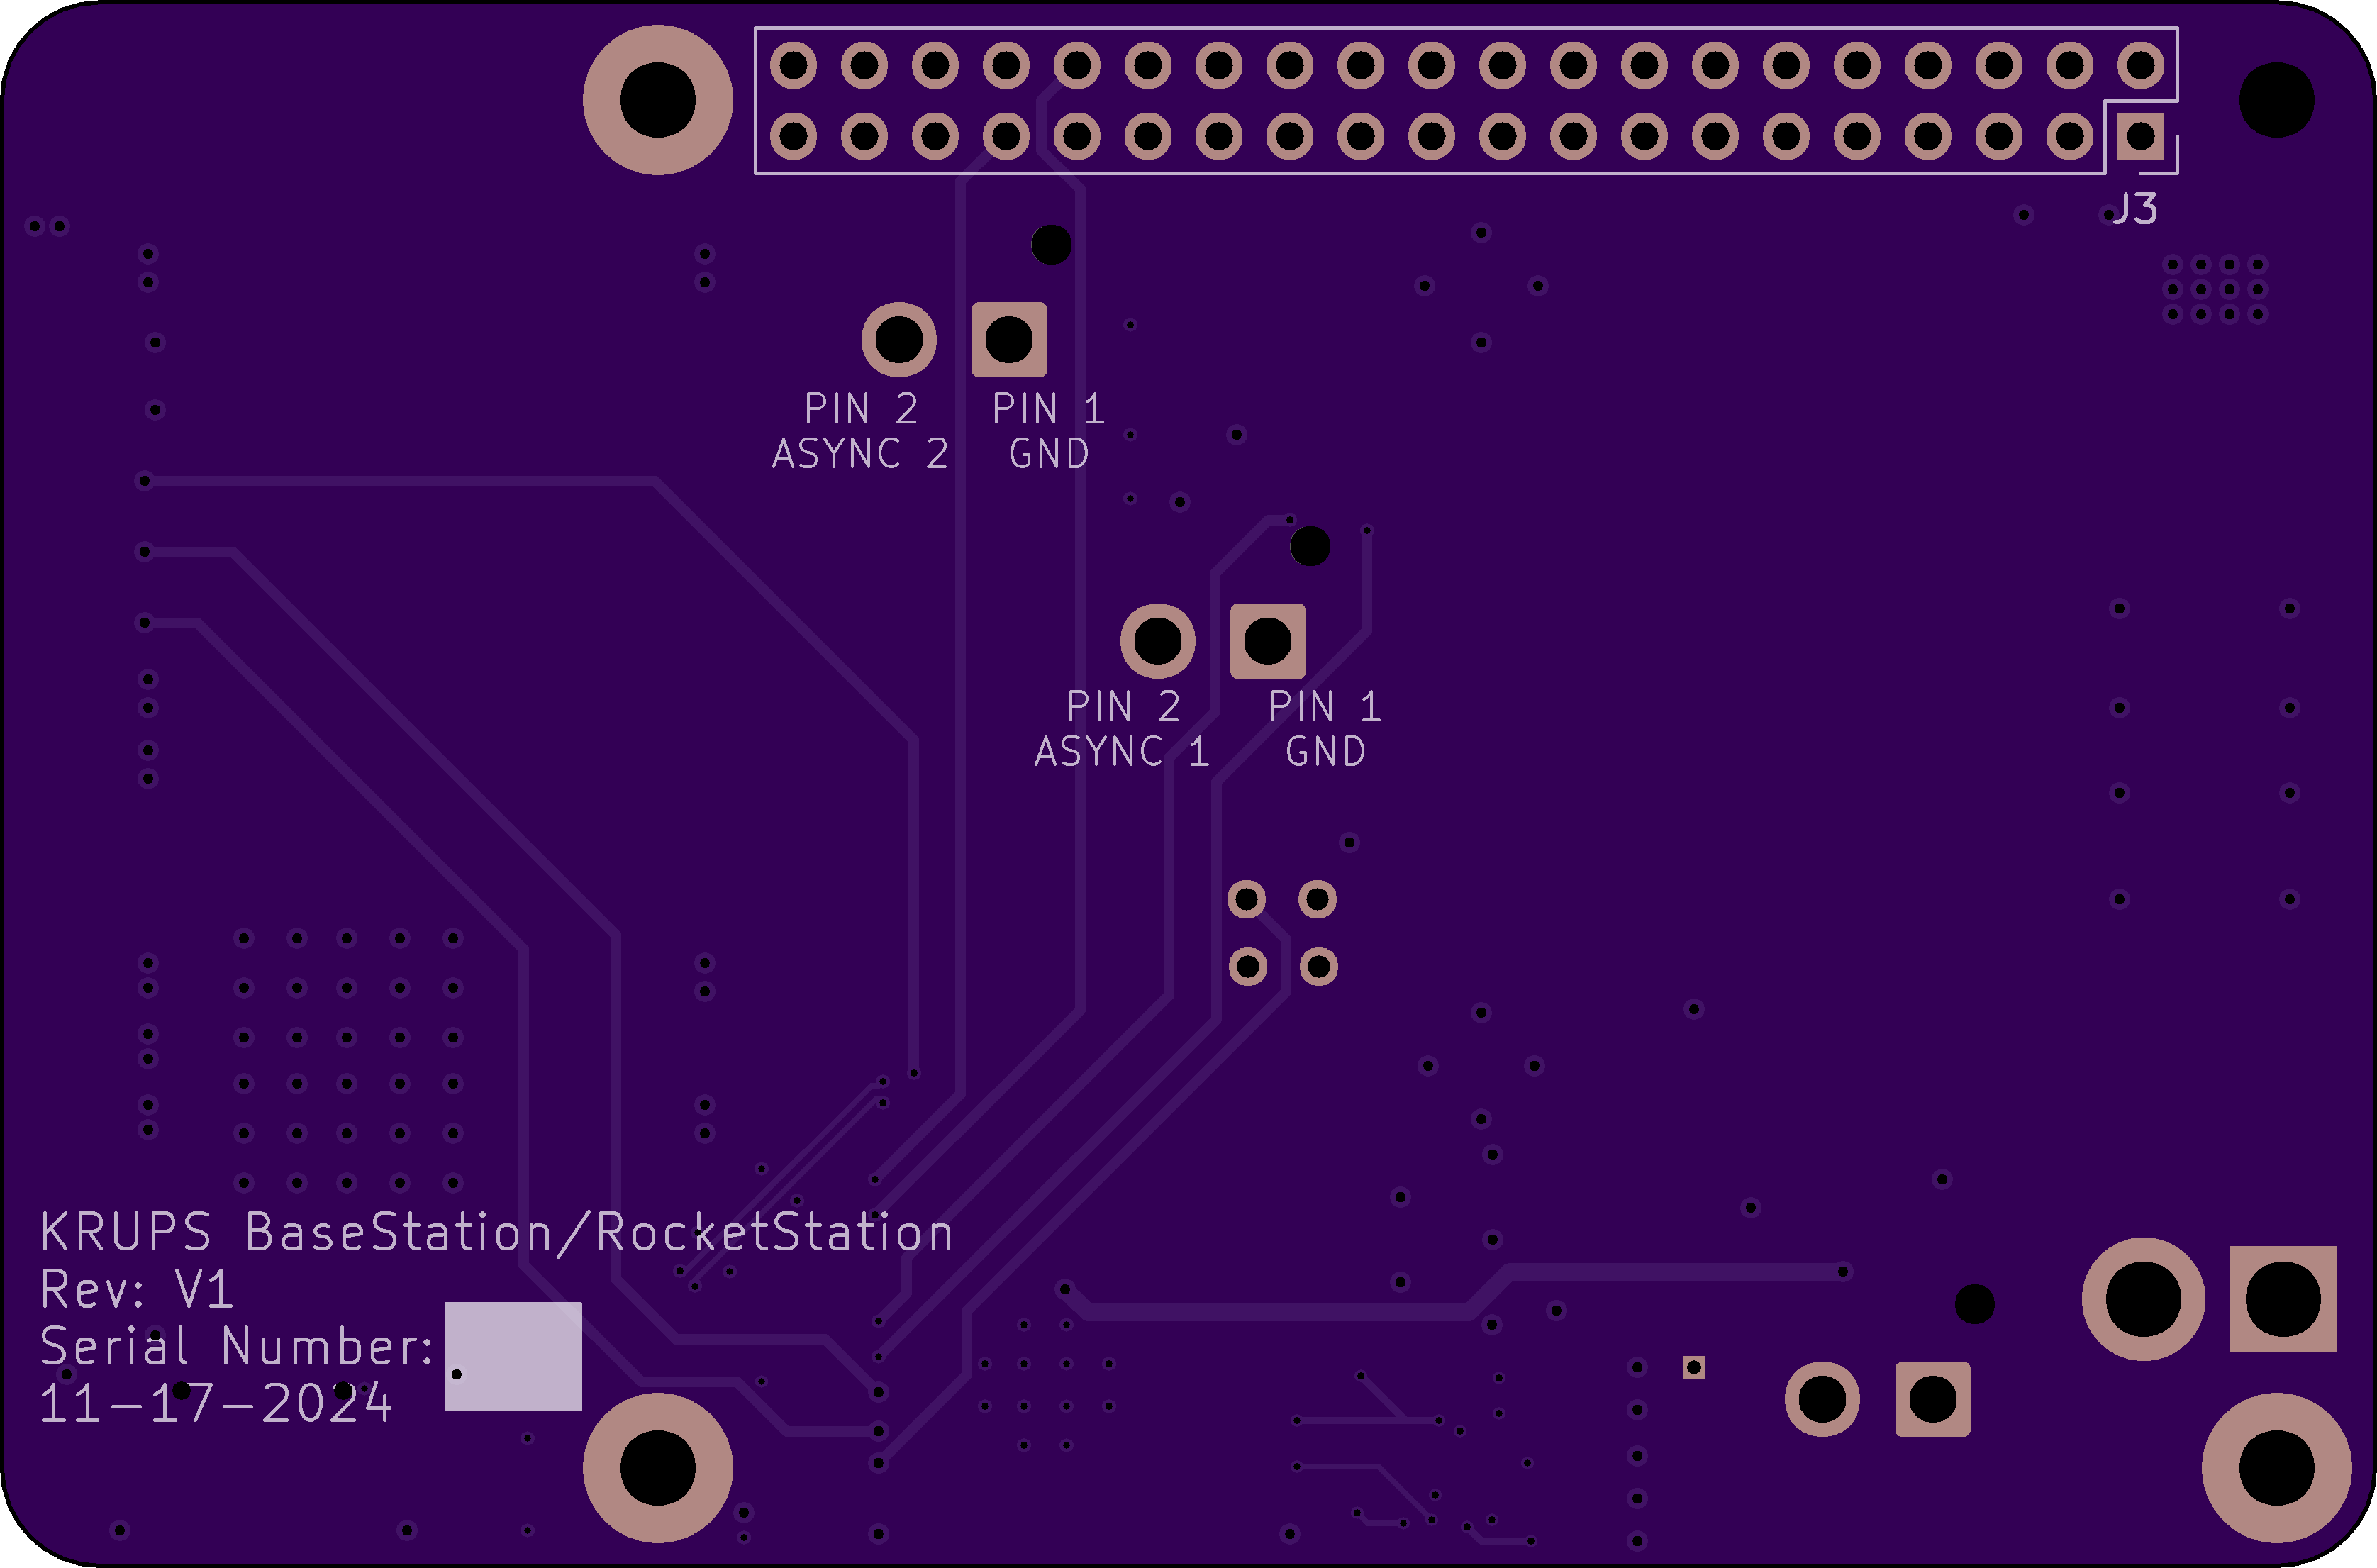 J3
PIN 2 PIN 1
ASYNC 2 GND
PIN 2 PIN 1
ASYNC 1 GND
KRUPS BaseStation/RocketStation
Rev: V1
Serial Number:
11-17-2024